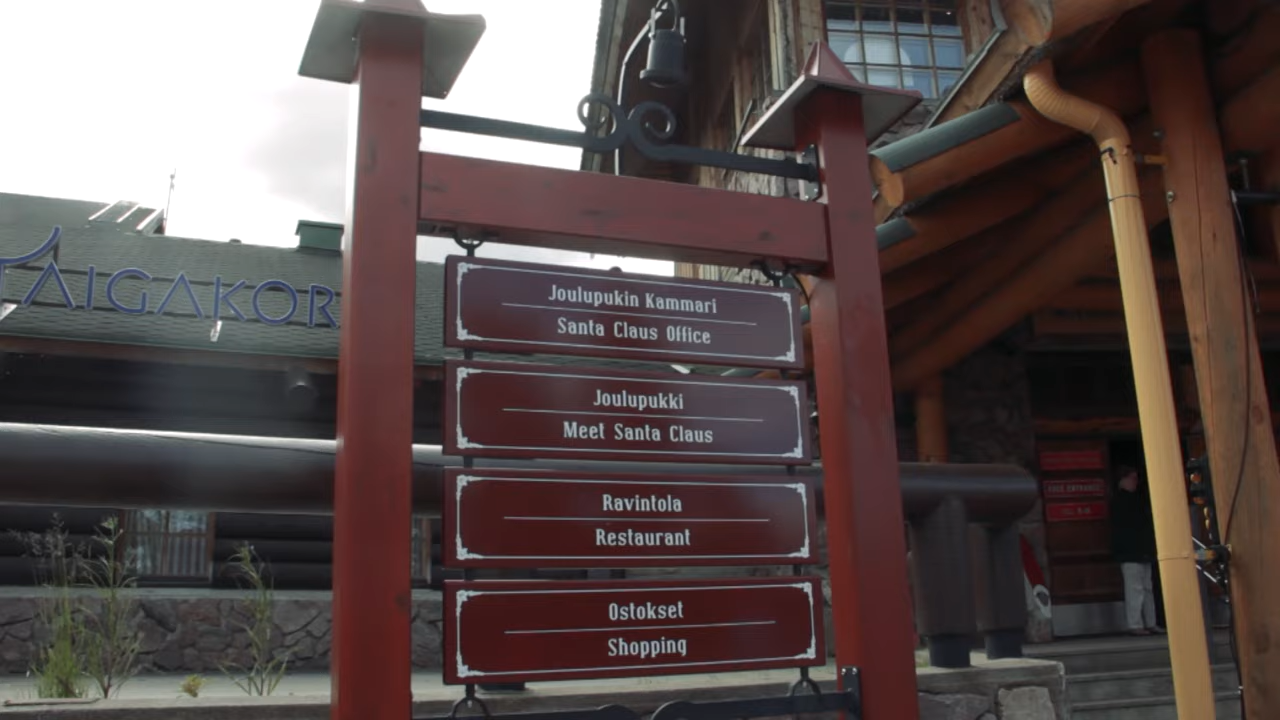 TAIGAKOR
Joulupukin Kammari
Santa Claus Office
Joulupukki
Meet Santa Claus
Ravintola
Restaurant
Ostokset
Shopping
FREE ENTRANCE